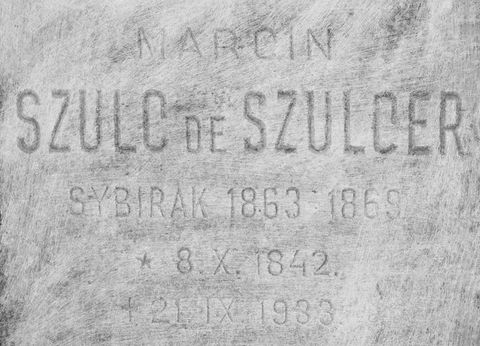 MARCIN
SZULC DE SZULCER
SYBIRAK 1863-1869
* 8. X. 1842.
† 21. IX. 1933.